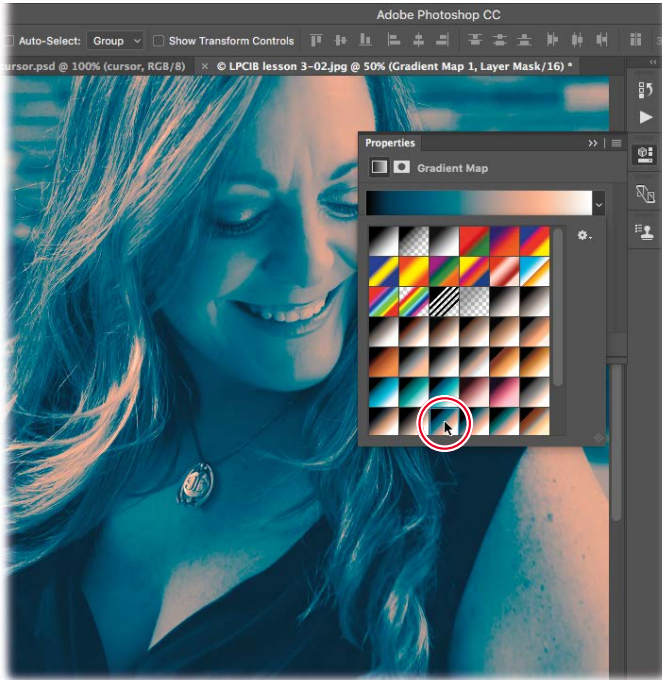 Adobe Photoshop CC
Auto-Select: Group Show Transform Controls
ursor.psd @ 100% (cursor, RGB/8) × © LPCIB lesson 3-02.jpg @ 50% (Gradient Map 1, Layer Mask/16) *
Properties
Gradient Map